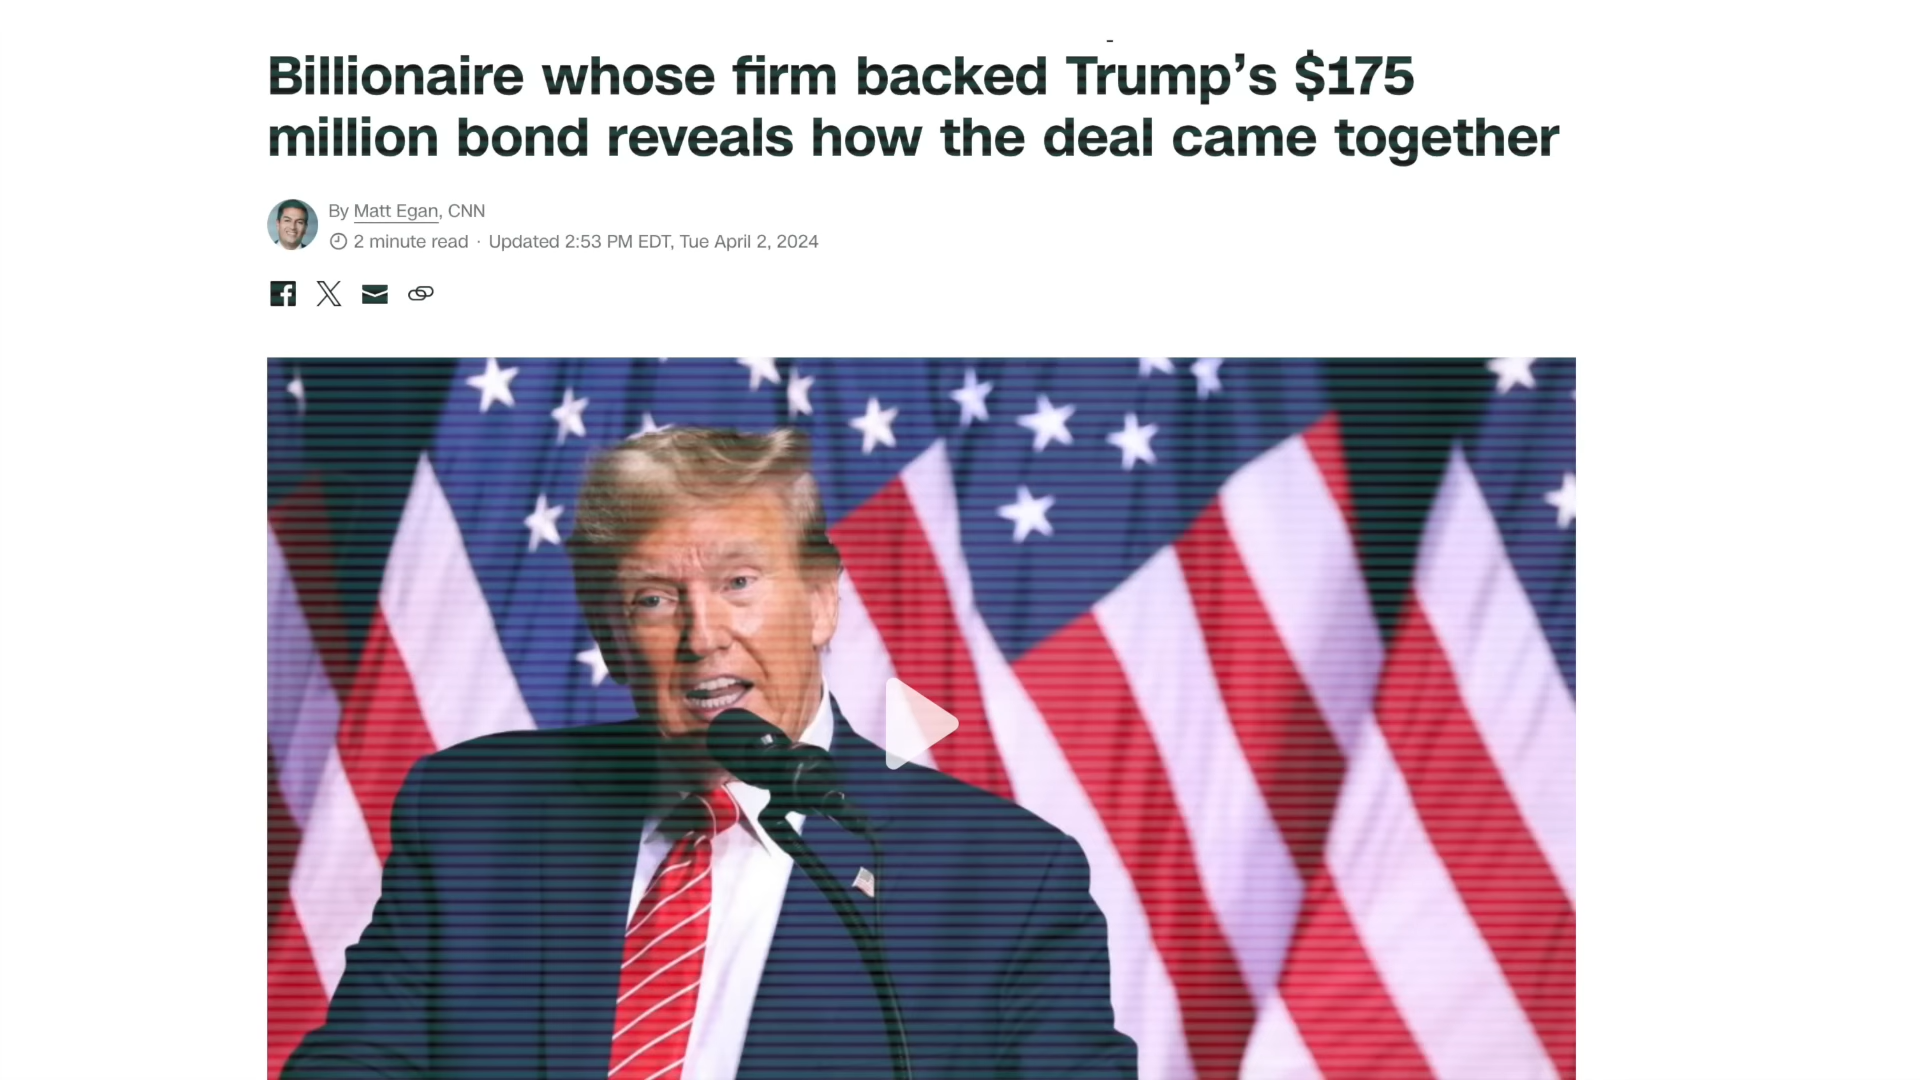 Billionaire whose firm backed Trump’s $175
million bond reveals how the deal came together
By Matt Egan, CNN
2 minute read · Updated 2:53 PM EDT, Tue April 2, 2024